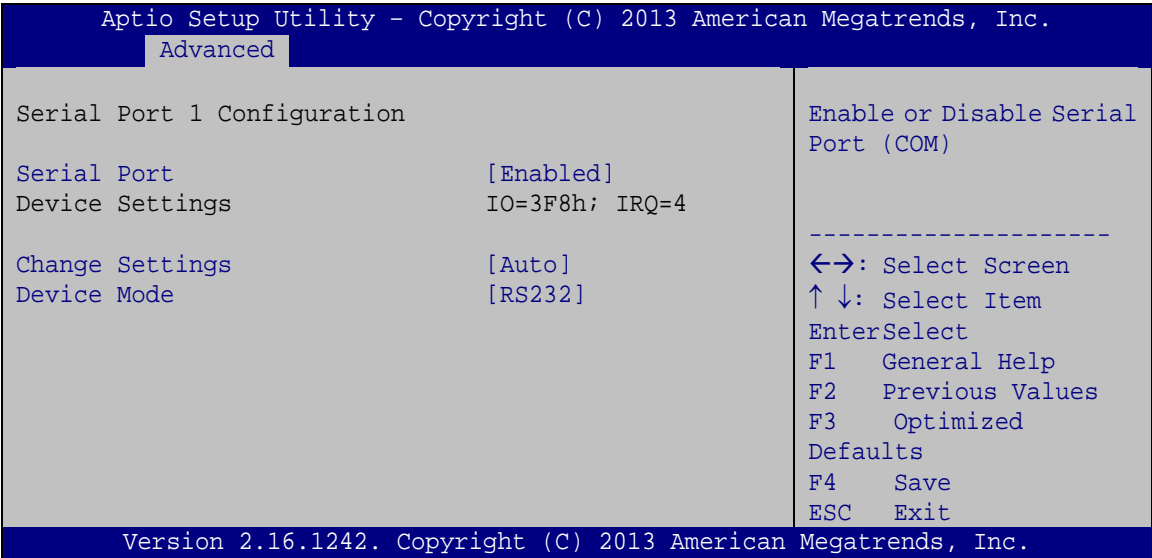 Aptio Setup Utility – Copyright (C) 2013 American Megatrends, Inc.
Advanced
Serial Port 1 Configuration
Serial Port [Enabled]
Device Settings IO=3F8h; IRQ=4
Change Settings [Auto]
Device Mode [RS232]
Enable or Disable Serial
Port (COM)
---------------------
←→: Select Screen
↑ ↓: Select Item
EnterSelect
F1 General Help
F2 Previous Values
F3 Optimized
Defaults
F4 Save
ESC Exit
Version 2.16.1242. Copyright (C) 2013 American Megatrends, Inc.